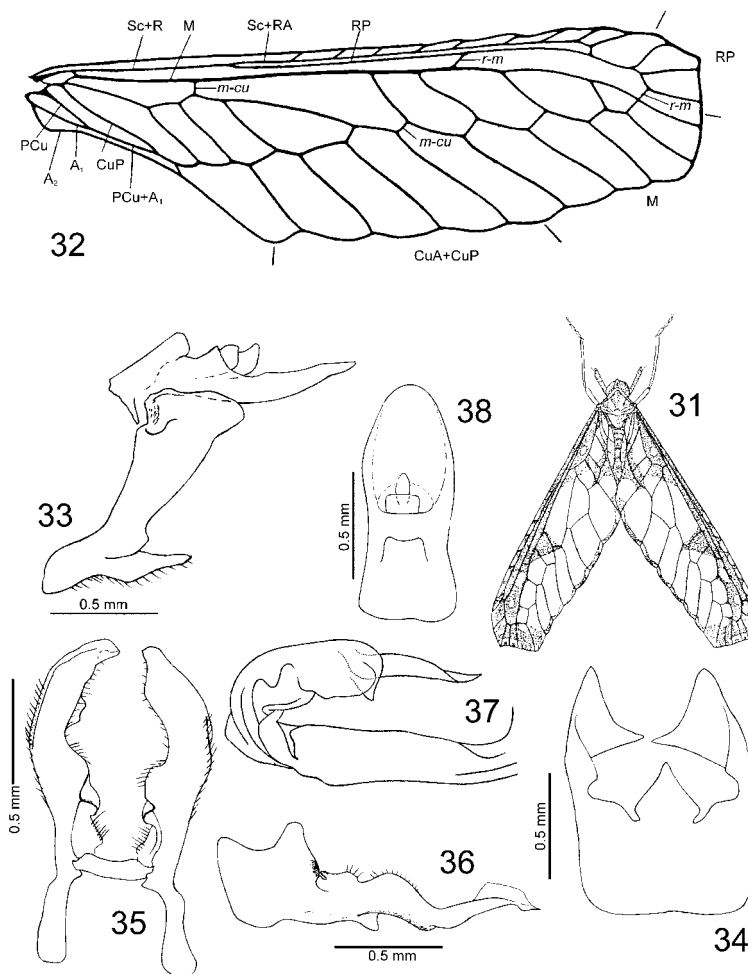 Sc+R M Sc+RA RP
RP
r-m
m-cu
r-m
m-cu
PCu
A₂
A₁
CuP
PCu+A₁
M
32
CuA+CuP
38
31
33
0.5 mm
0.5 mm
37
0.5 mm
0.5 mm
36
35
34
0.5 mm